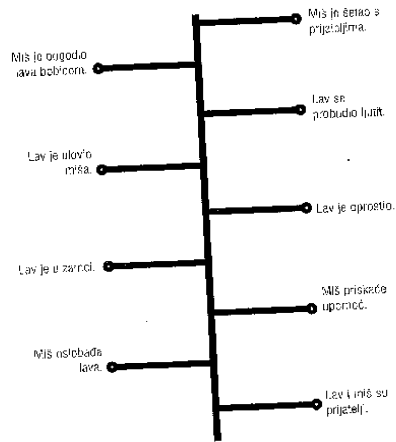 Miš je šetao s
prijateljima.
Miš je pogodio
lava bobicom.
Lav se
probudio ljutit.
Lav je ulovio
miša.
Lav je oprostio.
Lav je u zamci.
Miš priskače
upomoć.
Miš oslobađa
lava.
Lav i miš su
prijatelji.